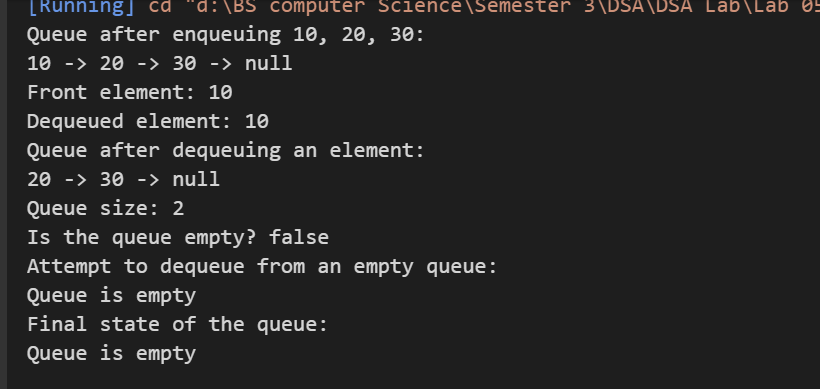 [Running] cd "d:\BS computer Science\Semester 3\DSA\DSA Lab\Lab 05
Queue after enqueuing 10, 20, 30:
10 -> 20 -> 30 -> null
Front element: 10
Dequeued element: 10
Queue after dequeuing an element:
20 -> 30 -> null
Queue size: 2
Is the queue empty? false
Attempt to dequeue from an empty queue:
Queue is empty
Final state of the queue:
Queue is empty